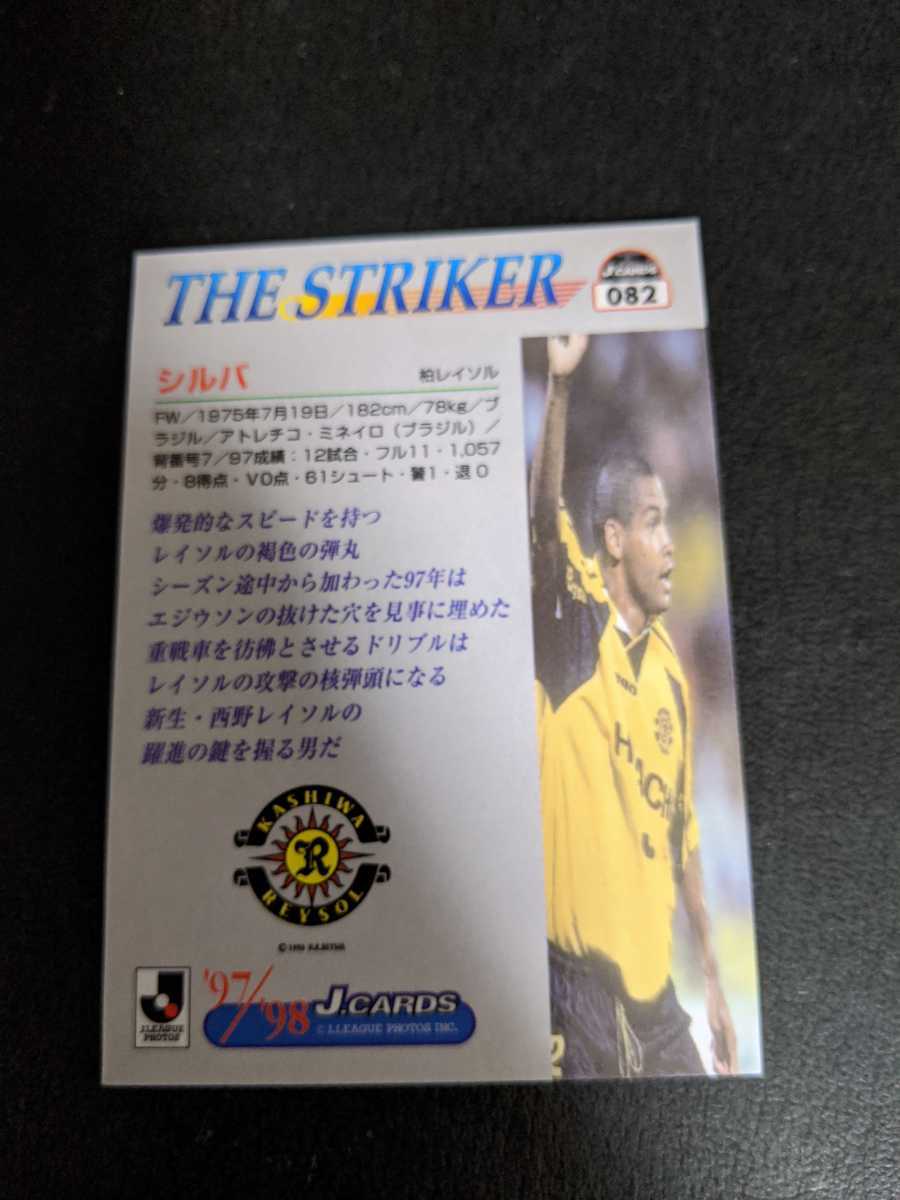 THE STRIKER
J.CARDS
082
シルバ
柏レイソル
FW/1975年7月19日/182cm/78kg/ブ
ラジル/アトレチコ・ミネイロ(ブラジル)/
背番号7/97成績:12試合・フル11・1,057
分・8得点・V0点・61シュート・警1・退0
爆発的なスピードを持つ
レイソルの褐色の弾丸
シーズン途中から加わった97年は
エジウソンの抜けた穴を見事に埋めた
重戦車を彷彿とさせるドリブルは
レイソルの攻撃の核弾頭になる
新生・西野レイソルの
躍進の鍵を握る男だ
KASHIWA
R
REYSOL
J.LEAGUE
PHOTOS
'97/'98 J.CARDS
© J.LEAGUE PHOTOS INC.